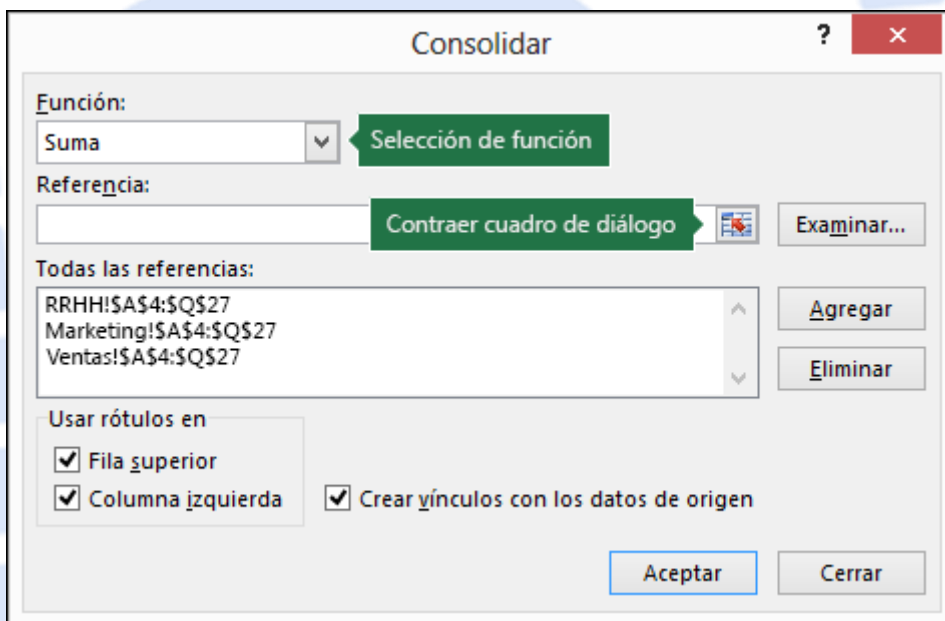 Consolidar
?
Función:
Suma
Selección de función
Referencia:
Contraer cuadro de diálogo
Examinar...
Todas las referencias:
RRHH!$A$4:$Q$27
Marketing!$A$4:$Q$27
Ventas!$A$4:$Q$27
Agregar
Eliminar
Usar rótulos en
Fila superior
Columna izquierda
Crear vínculos con los datos de origen
Aceptar
Cerrar